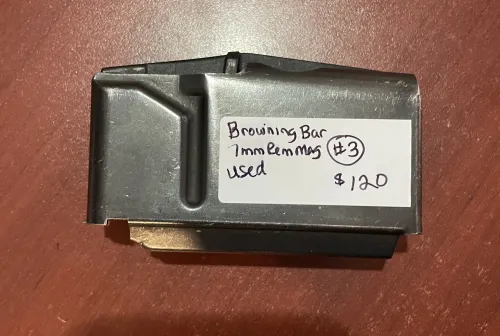 Browning Bar
7mm Rem Mag #3
used
$120